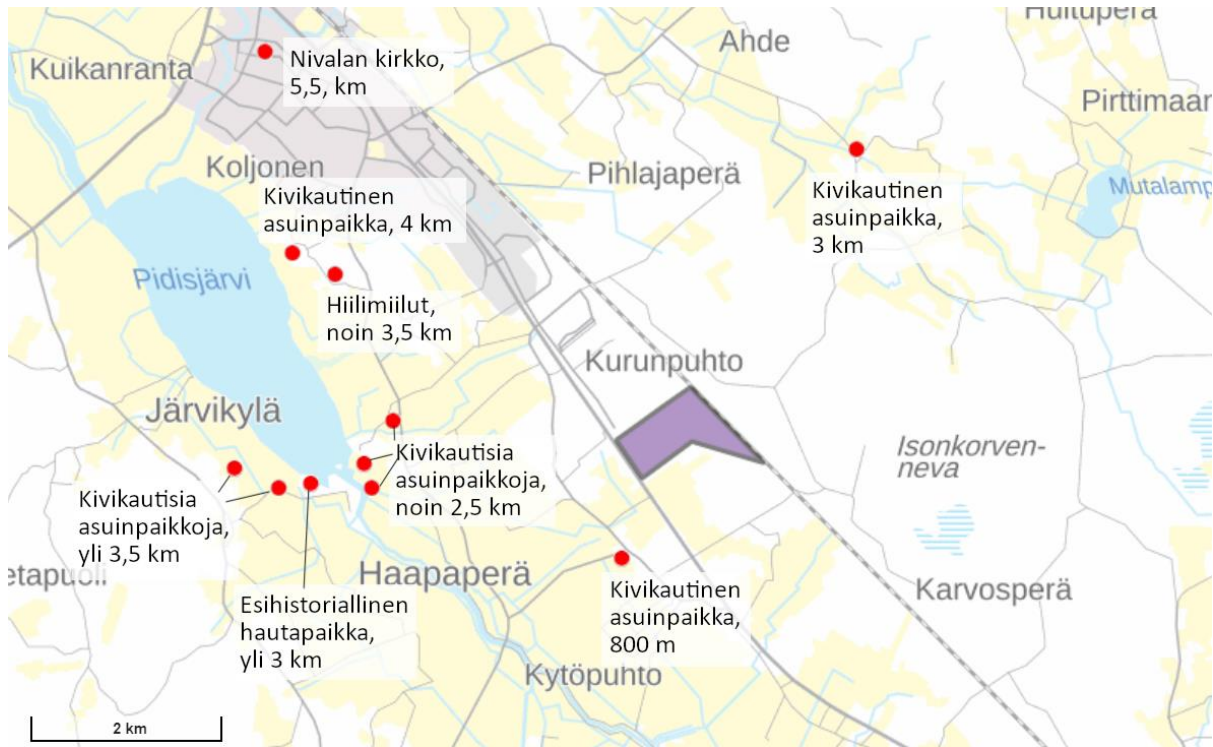 Huitupera
Ahde
Kuikanranta
Nivalan kirkko,
5,5, km
Pirttimaan
Koljonen
Pihlajaperä
Kivikautinen
asuinpaikka, 4 km
Kivikautinen
asuinpaikka,
3 km
Mutalamp
Pidisjärvi
Hiilimiilut,
noin 3,5 km
Kurunpuhto
Järvikylä
Isonkorven-
neva
Kivikautisia
asuinpaikkoja,
noin 2,5 km
Kivikautisia
asuinpaikkoja,
yli 3,5 km
etapuoli
Haapaperä
Karvosperä
Esihistoriallinen
hautapaikka,
yli 3 km
Kivikautinen
asuinpaikka,
800 m
Kytöpuhto
2 km